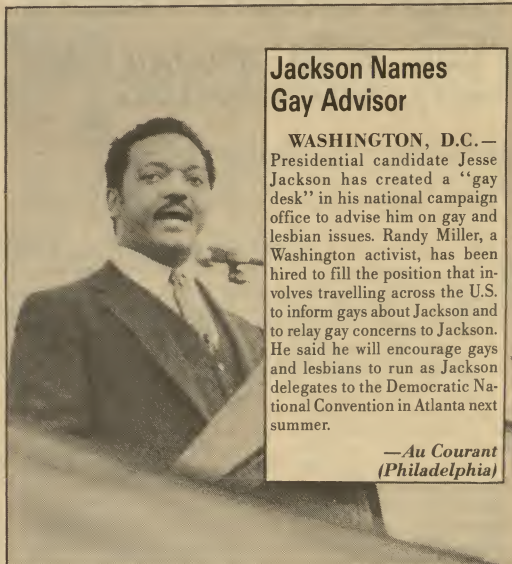 Jackson Names
Gay Advisor
WASHINGTON, D.C.—
Presidential candidate Jesse
Jackson has created a “gay
desk” in his national campaign
office to advise him on gay and
lesbian issues. Randy Miller, a
Washington activist, has been
hired to fill the position that in-
volves travelling across the U.S.
to inform gays about Jackson and
to relay gay concerns to Jackson.
He said he will encourage gays
and lesbians to run as Jackson
delegates to the Democratic Na-
tional Convention in Atlanta next
summer.
—Au Courant
(Philadelphia)